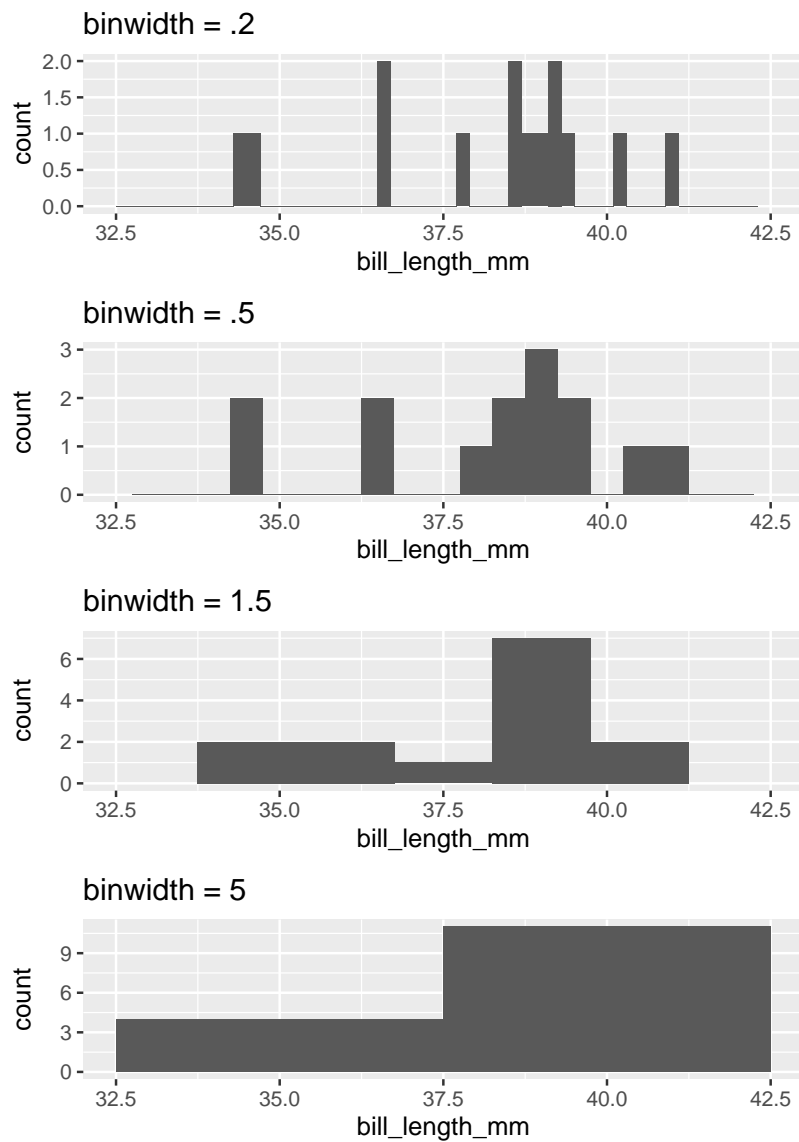 binwidth = .2
2.0
1.5
1.0
0.5
0.0
count
32.5 35.0 37.5 40.0 42.5
bill_length_mm
binwidth = .5
3
2
1
0
count
32.5 35.0 37.5 40.0 42.5
bill_length_mm
binwidth = 1.5
6
4
2
0
count
32.5 35.0 37.5 40.0 42.5
bill_length_mm
binwidth = 5
9
6
3
0
count
32.5 35.0 37.5 40.0 42.5
bill_length_mm